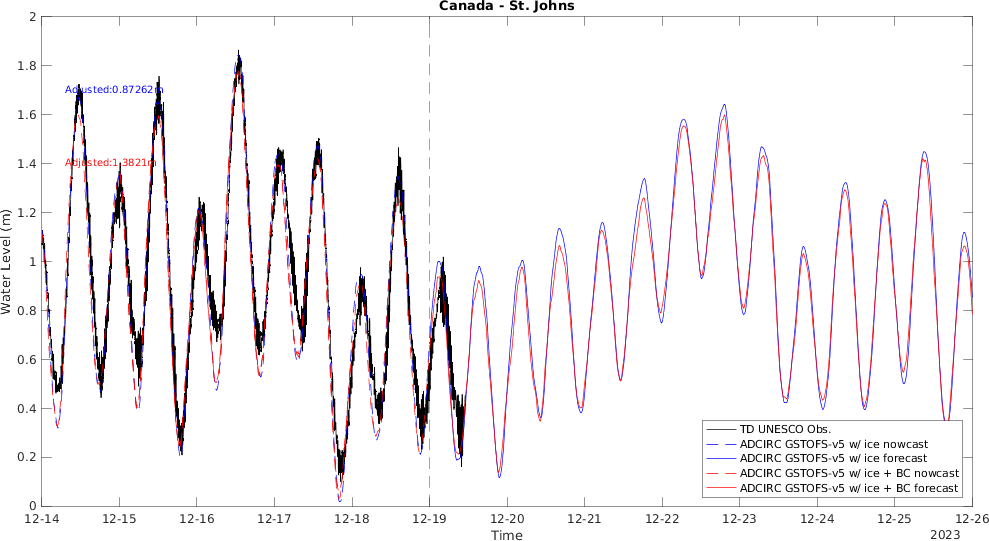 Canada - St. Johns
Water Level (m)
2
1.8
1.6
1.4
1.2
1
0.8
0.6
0.4
0.2
0
Adjusted:0.87262m
Adjusted:1.3821m
TD UNESCO Obs.
ADCIRC GSTOFS-v5 w/ ice nowcast
ADCIRC GSTOFS-v5 w/ ice forecast
ADCIRC GSTOFS-v5 w/ ice + BC nowcast
ADCIRC GSTOFS-v5 w/ ice + BC forecast
12-14 12-15 12-16 12-17 12-18 12-19 12-20 12-21 12-22 12-23 12-24 12-25 12-26
Time
2023